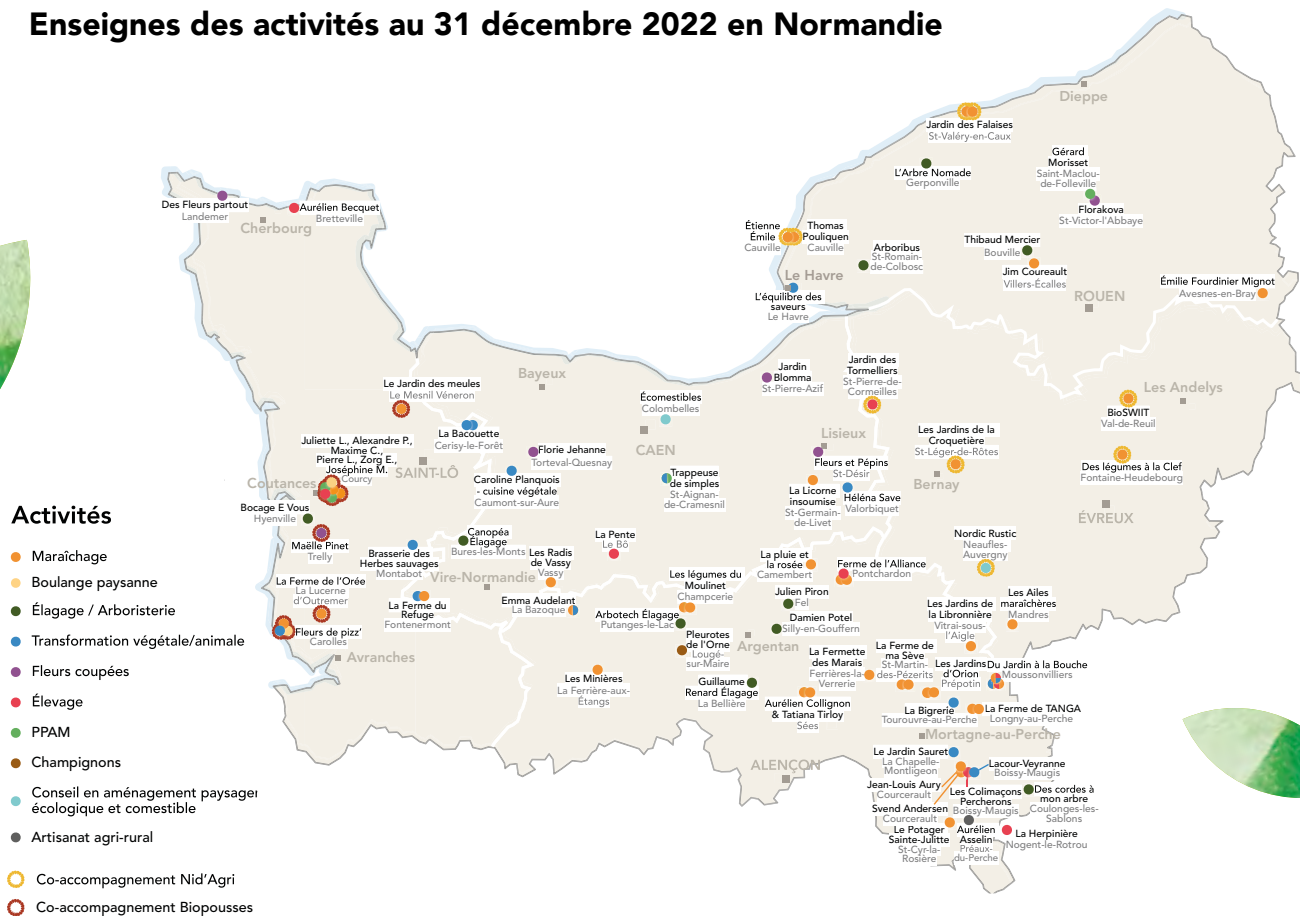 Enseignes des activités au 31 décembre 2022 en Normandie
Dieppe
Jardin des Falaises
St-Valéry-en-Caux
L'Arbre Nomade
Gerponville
Gérard
Morisset
Saint-Maclou-
de-Folleville
Florakova
St-Victor-l'Abbaye
Des Fleurs partout
Landemer
Aurélien Becquet
Bretteville
Cherbourg
Étienne
Émile
Cauville
Thomas
Pouliquen
Cauville
Arboribus
St-Romain-
de-Colbosc
Thibaud Mercier
Bouville
Jim Coureault
Villers-Écalles
Le Havre
L'équilibre des
saveurs
Le Havre
ROUEN
Émilie Fourdinier Mignot
Avesnes-en-Bray
Bayeux
Jardin
Blomma
St-Pierre-Azif
Jardin des
Tormelliers
St-Pierre-de-
Cormeilles
Le Jardin des meules
Le Mesnil Véneron
Écomestibles
Colombelles
Les Andelys
BioSWIIT
Val-de-Reuil
La Bacouette
Cerisy-le-Forêt
CAEN
Lisieux
Les Jardins de la
Croquetière
St-Léger-de-Rôtes
Juliette L., Alexandre P.,
Maxime C.,
Pierre L., Zorg E.,
Joséphine M.
Courcy
SAINT-LÔ
Florie Jehanne
Torteval-Quesnay
Fleurs et Pépins
St-Désir
Des légumes à la Clef
Fontaine-Heudebourg
Coutances
Caroline Planquois
- cuisine végétale
Caumont-sur-Aure
Trappeuse
de simples
St-Aignan-
de-Cramesnil
La Licorne
insoumise
St-Germain-
de-Livet
Héléna Save
Valorbiquet
Bernay
ÉVREUX
Bocage E Vous
Hyenville
Maëlle Pinet
Trelly
Brasserie des
Herbes sauvages
Montabot
Canopéa
Élagage
Bures-les-Monts
La Pente
Le Bô
Nordic Rustic
Neaufles-
Auvergny
Les Radis
de Vassy
Vassy
La pluie et
la rosée
Camembert
Ferme de l'Alliance
Pontchardon
Vire-Normandie
La Ferme de l'Orée
La Lucerne
d'Outremer
La Ferme du
Refuge
Fontenermont
Emma Audelant
La Bazoque
Les légumes du
Moulinet
Champcerie
Julien Piron
Fel
Arbotech Élagage
Putanges-le-Lac
Damien Potel
Silly-en-Gouffern
Les Jardins de
la Libronnière
Vitrai-sous-
l'Aigle
Les Ailes
maraîchères
Mandres
Fleurs de pizz'
Carolles
Pleurotes
de l'Orne
Lougé-
sur-Maire
Argentan
Avranches
La Fermette
des Marais
Ferrières-la-
Verrerie
La Ferme de
ma Sève
St-Martin-
des-Pézerits
Les Jardins
d'Orion
Prépotin
Du Jardin à la Bouche
Moussonvilliers
Les Minières
La Ferrière-aux-
Étangs
Guillaume
Renard Élagage
La Bellière
Aurélien Collignon
& Tatiana Tirloy
Sées
La Bigrerie
Tourouvre-au-Perche
La Ferme de TANGA
Longny-au-Perche
Mortagne-au-Perche
ALENÇON
Le Jardin Sauret
La Chapelle-
Montligeon
Lacour-Veyranne
Boissy-Maugis
Jean-Louis Aury
Courcerault
Les Colimaçons
Percherons
Boissy-Maugis
Des cordes à
mon arbre
Coulonges-les-
Sablons
Svend Andersen
Courcerault
Le Potager
Sainte-Julitte
St-Cyr-la-
Rosière
Aurélien
Asselin
Préaux-
du-Perche
La Herpinière
Nogent-le-Rotrou
Activités
Maraîchage
Boulange paysanne
Élagage / Arboristerie
Transformation végétale/animale
Fleurs coupées
Élevage
PPAM
Champignons
Conseil en aménagement paysager
écologique et comestible
Artisanat agri-rural
Co-accompagnement Nid'Agri
Co-accompagnement Biopousses